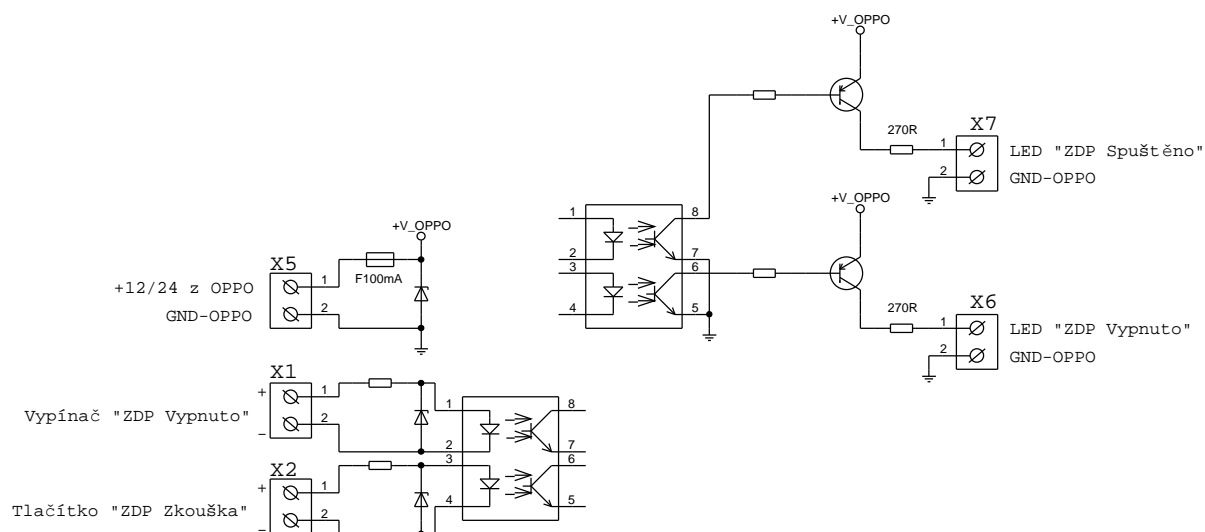 +V_OPPO
270R
X7
1
LED "ZDP Spuštěno"
2
GND-OPPO
+V_OPPO
1
8
2
7
3
6
4
5
270R
X6
1
LED "ZDP Vypnuto"
2
GND-OPPO
+V_OPPO
X5
F100mA
+12/24 z OPPO
1
GND-OPPO
2
X1
+
1
Vypínač "ZDP Vypnuto"
2
-
1
8
2
7
3
6
4
5
X2
+
1
Tlačítko "ZDP Zkouška"
2
-